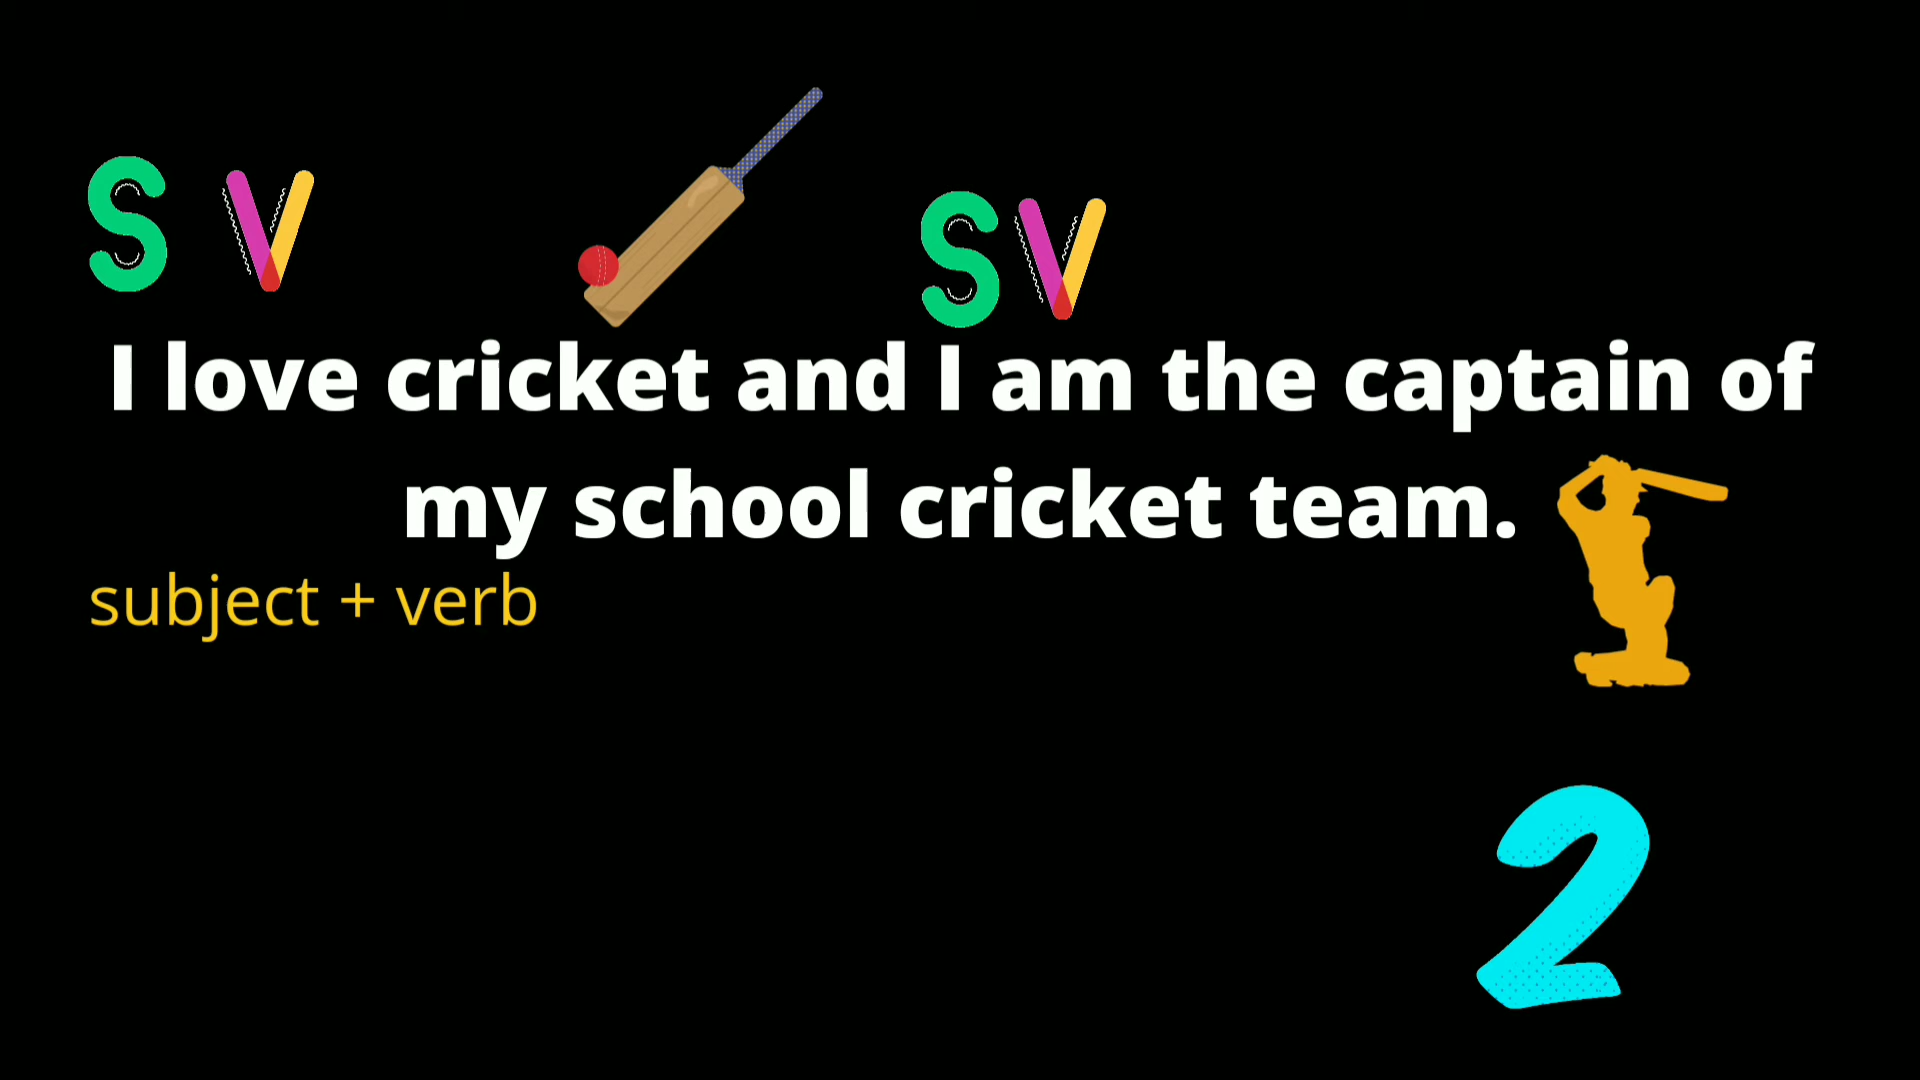 S V
S V
I love cricket and I am the captain of
my school cricket team.
subject + verb
2